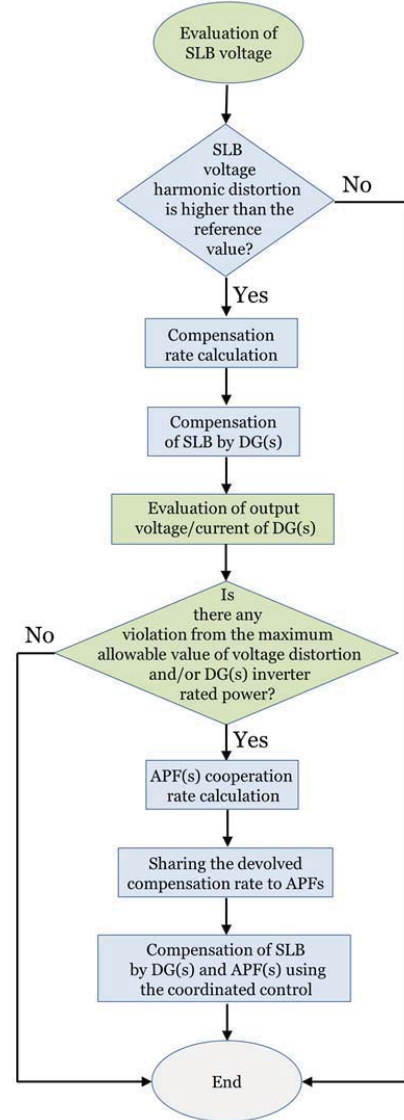 Evaluation of
SLB voltage
SLB
voltage
harmonic distortion
is higher than the
reference
value?
No
Yes
Compensation
rate calculation
Compensation
of SLB by DG(s)
Evaluation of output
voltage/current of DG(s)
Is
there any
violation from the maximum
allowable value of voltage distortion
and/or DG(s) inverter
rated power?
No
Yes
APF(s) cooperation
rate calculation
Sharing the devolved
compensation rate to APFs
Compensation of SLB
by DG(s) and APF(s) using
the coordinated control
End